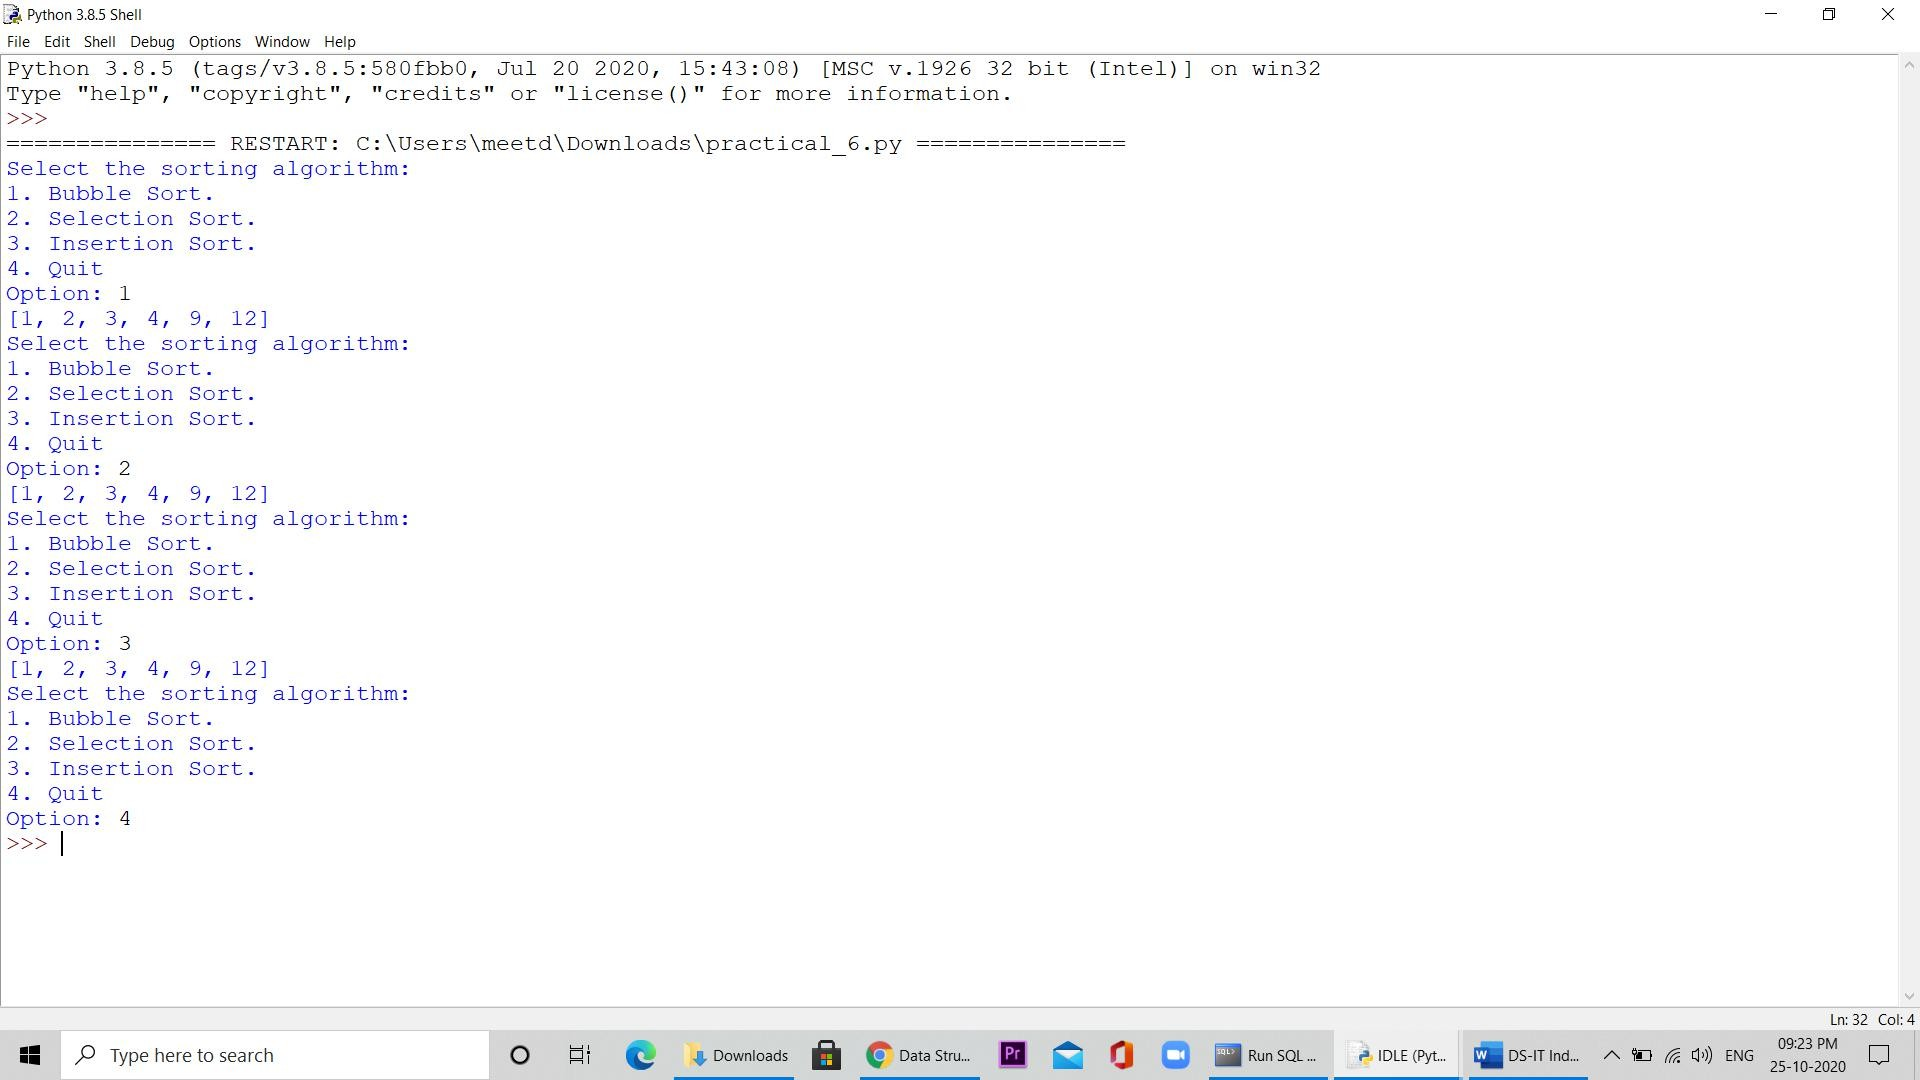 Python 3.8.5 Shell
File Edit Shell Debug Options Window Help
Python 3.8.5 (tags/v3.8.5:580fbb0, Jul 20 2020, 15:43:08) [MSC v.1926 32 bit (Intel)] on win32
Type "help", "copyright", "credits" or "license()" for more information.
>>>
=============== RESTART: C:\Users\meetd\Downloads\practical_6.py ===============
Select the sorting algorithm:
1. Bubble Sort.
2. Selection Sort.
3. Insertion Sort.
4. Quit
Option: 1
[1, 2, 3, 4, 9, 12]
Select the sorting algorithm:
1. Bubble Sort.
2. Selection Sort.
3. Insertion Sort.
4. Quit
Option: 2
[1, 2, 3, 4, 9, 12]
Select the sorting algorithm:
1. Bubble Sort.
2. Selection Sort.
3. Insertion Sort.
4. Quit
Option: 3
[1, 2, 3, 4, 9, 12]
Select the sorting algorithm:
1. Bubble Sort.
2. Selection Sort.
3. Insertion Sort.
4. Quit
Option: 4
>>>
Ln: 32 Col: 4
Type here to search
Downloads
Data Stru...
Pr
SQL>
Run SQL ...
IDLE (Pyt...
W
DS-IT Ind...
ENG
09:23 PM
25-10-2020